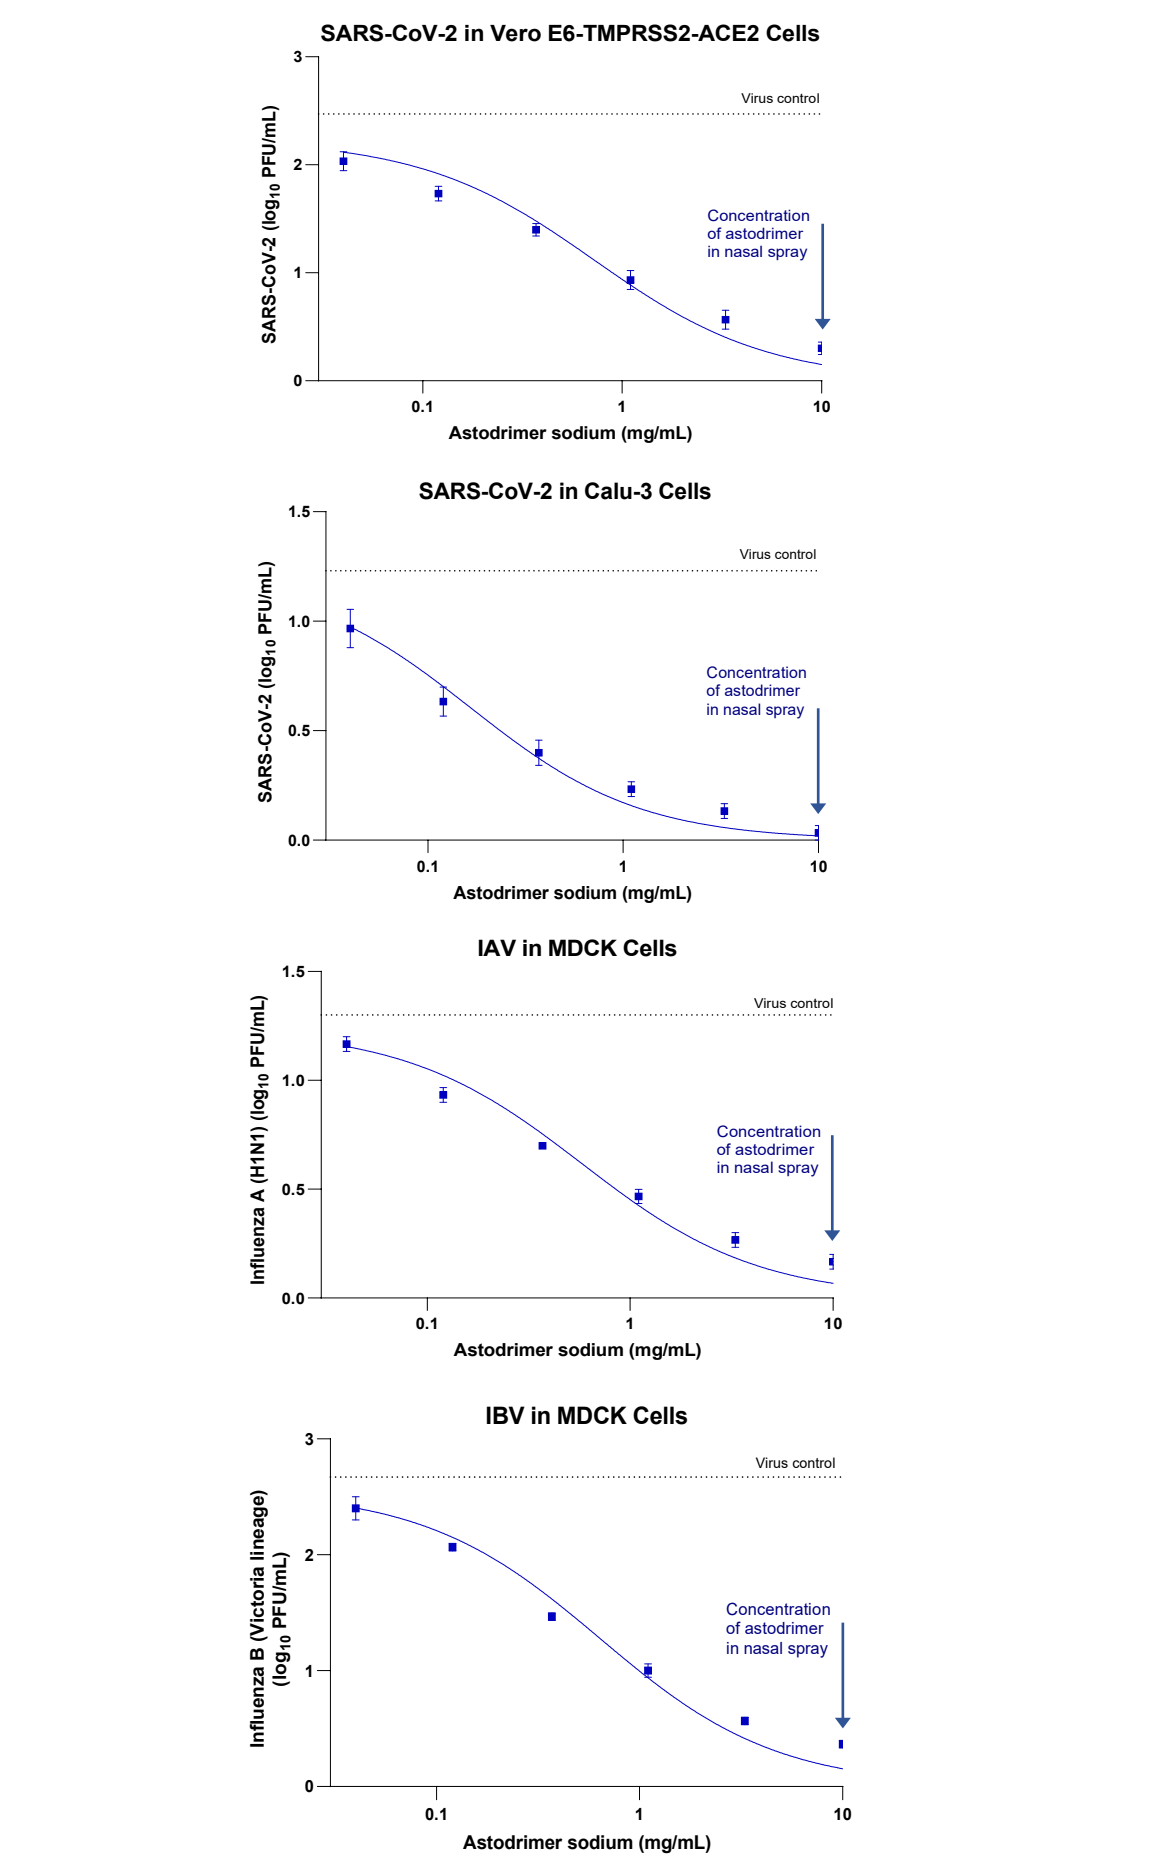 SARS-CoV-2 in Vero E6-TMPRSS2-ACE2 Cells
3
Virus control
2
Concentration
of astodrimer
in nasal spray
1
0
SARS-CoV-2 (log10 PFU/mL)
0.1
1
10
Astodrimer sodium (mg/mL)
SARS-CoV-2 in Calu-3 Cells
1.5
Virus control
1.0
Concentration
of astodrimer
in nasal spray
0.5
0.0
SARS-CoV-2 (log10 PFU/mL)
0.1
1
10
Astodrimer sodium (mg/mL)
IAV in MDCK Cells
1.5
Virus control
1.0
Concentration
of astodrimer
in nasal spray
0.5
0.0
Influenza A (H1N1) (log10 PFU/mL)
0.1
1
10
Astodrimer sodium (mg/mL)
IBV in MDCK Cells
3
Virus control
2
Concentration
of astodrimer
in nasal spray
1
0
Influenza B (Victoria lineage)
(log10 PFU/mL)
0.1
1
10
Astodrimer sodium (mg/mL)